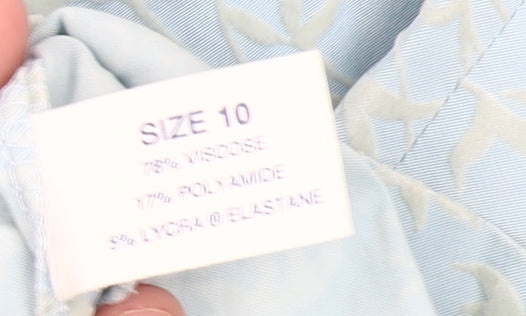 SIZE 10
78% VISCOSE
17% POLYAMIDE
5% LYCRA ® ELASTANE